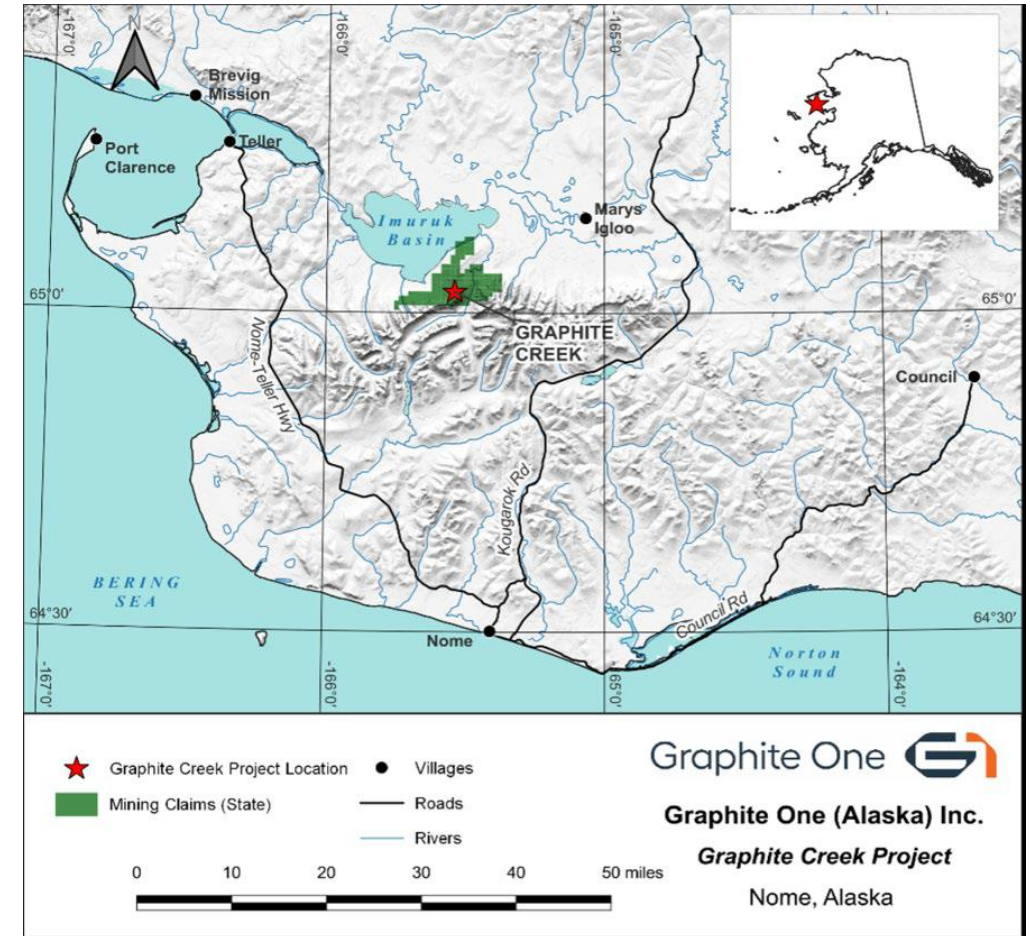 -167°0'
N
-166°0'
-165°0'
Brevig
Mission
Port
Clarence
Teller
Imuruk
Basin
Marys
Igloo
65°0'
65°0'
GRAPHITE
CREEK
Nome-Teller Hwy
Council
Kougarok Rd
BERING
SEA
64°30'
64°30'
Council Rd
Nome
Norton
Sound
-167°0'
-166°0'
-165°0'
-164°0'
Graphite Creek Project Location
Villages
Mining Claims (State)
Roads
Rivers
0 10 20 30 40 50 miles
Graphite One G1
Graphite One (Alaska) Inc.
Graphite Creek Project
Nome, Alaska